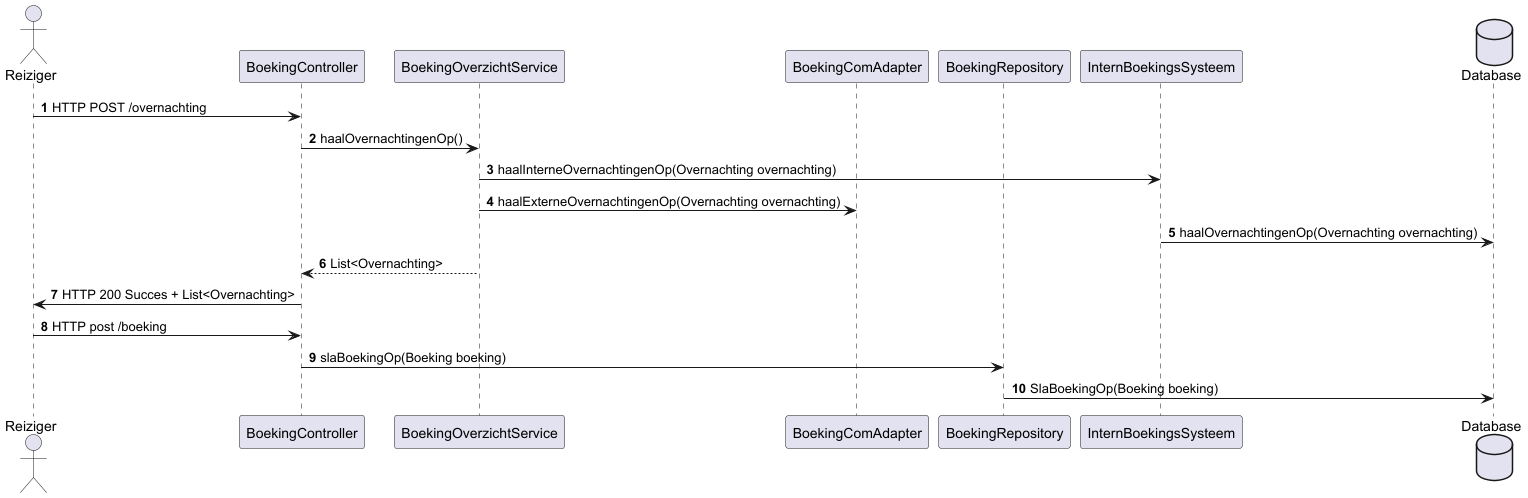 Reiziger
BoekingController
BoekingOverzichtService
BoekingComAdapter
BoekingRepository
InternBoekingsSysteem
Database
1 HTTP POST /overnachting
2 haalOvernachtingenOp()
3 haalInterneOvernachtingenOp(Overnachting overnachting)
4 haalExterneOvernachtingenOp(Overnachting overnachting)
5 haalOvernachtingenOp(Overnachting overnachting)
6 List<Overnachting>
7 HTTP 200 Succes + List<Overnachting>
8 HTTP post /boeking
9 slaBoekingOp(Boeking boeking)
10 SlaBoekingOp(Boeking boeking)
Reiziger
BoekingController
BoekingOverzichtService
BoekingComAdapter
BoekingRepository
InternBoekingsSysteem
Database